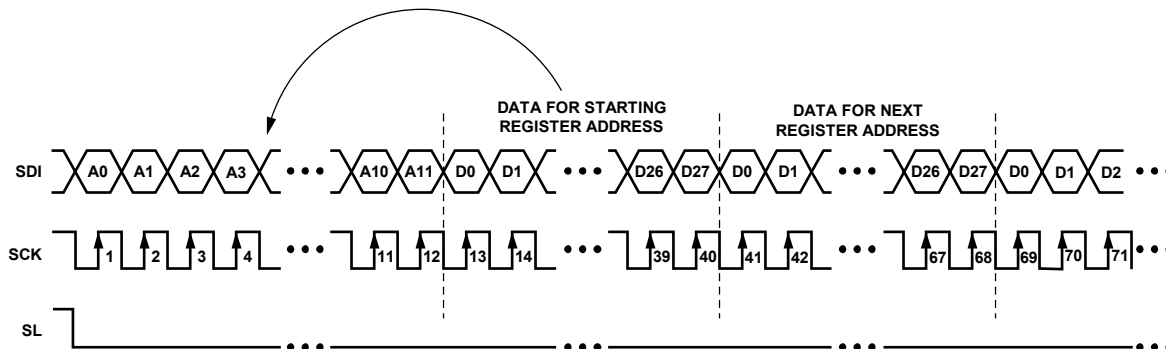 DATA FOR STARTING
REGISTER ADDRESS
DATA FOR NEXT
REGISTER ADDRESS
SDI A0 A1 A2 A3 A10 A11 D0 D1 D26 D27 D0 D1 D26 D27 D0 D1 D2
SCK 1 2 3 4 11 12 13 14 39 40 41 42 67 68 69 70 71
SL